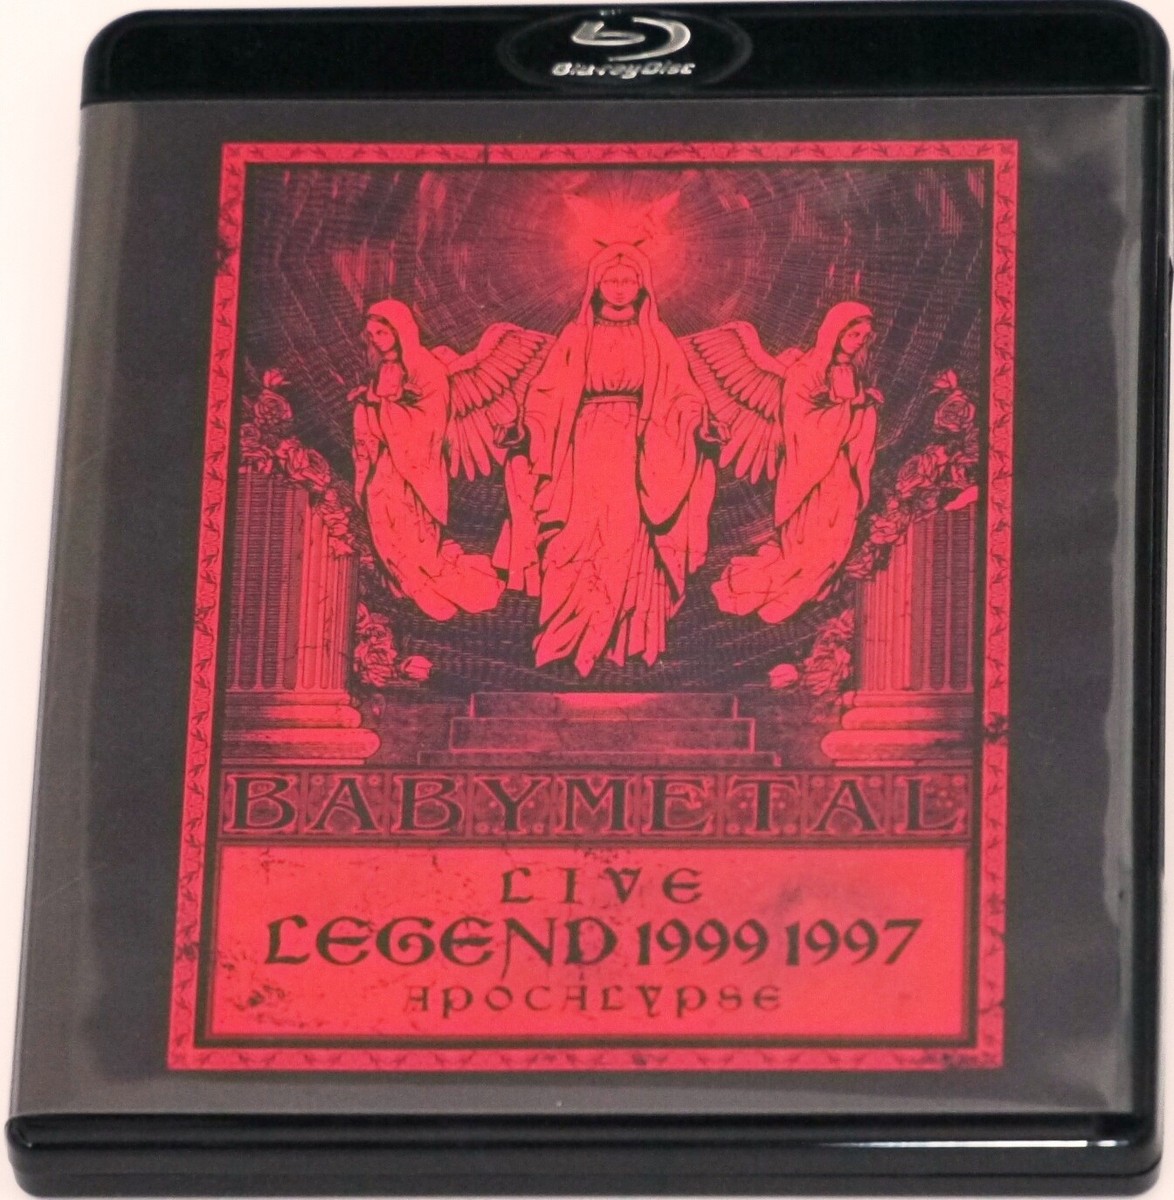 Blu-ray Disc
BABYMETAL
LIVE
LEGEND 1999 1997
APOCALYPSE